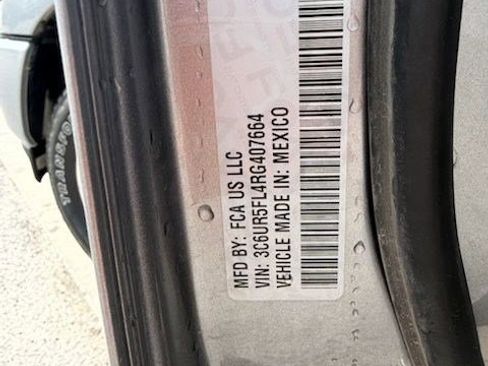 MFD BY: FCA US LLC
VIN: 3C6UR5FL4RG407664
VEHICLE MADE IN: MEXICO